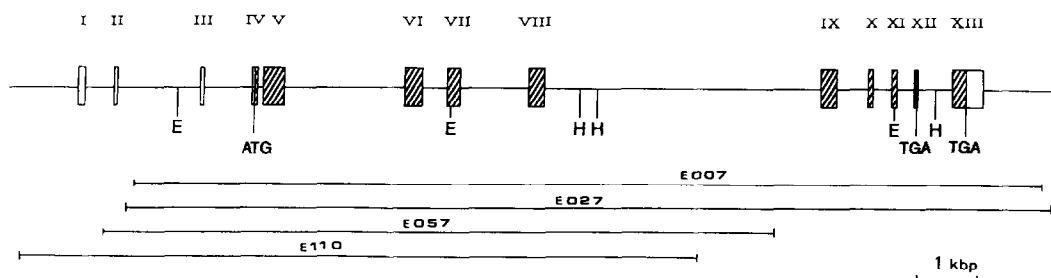 I II III IV V VI VII VIII IX X XI XII XIII
E E H H E H
ATG TGA TGA
E007
E027
E057
E110
1 kbp